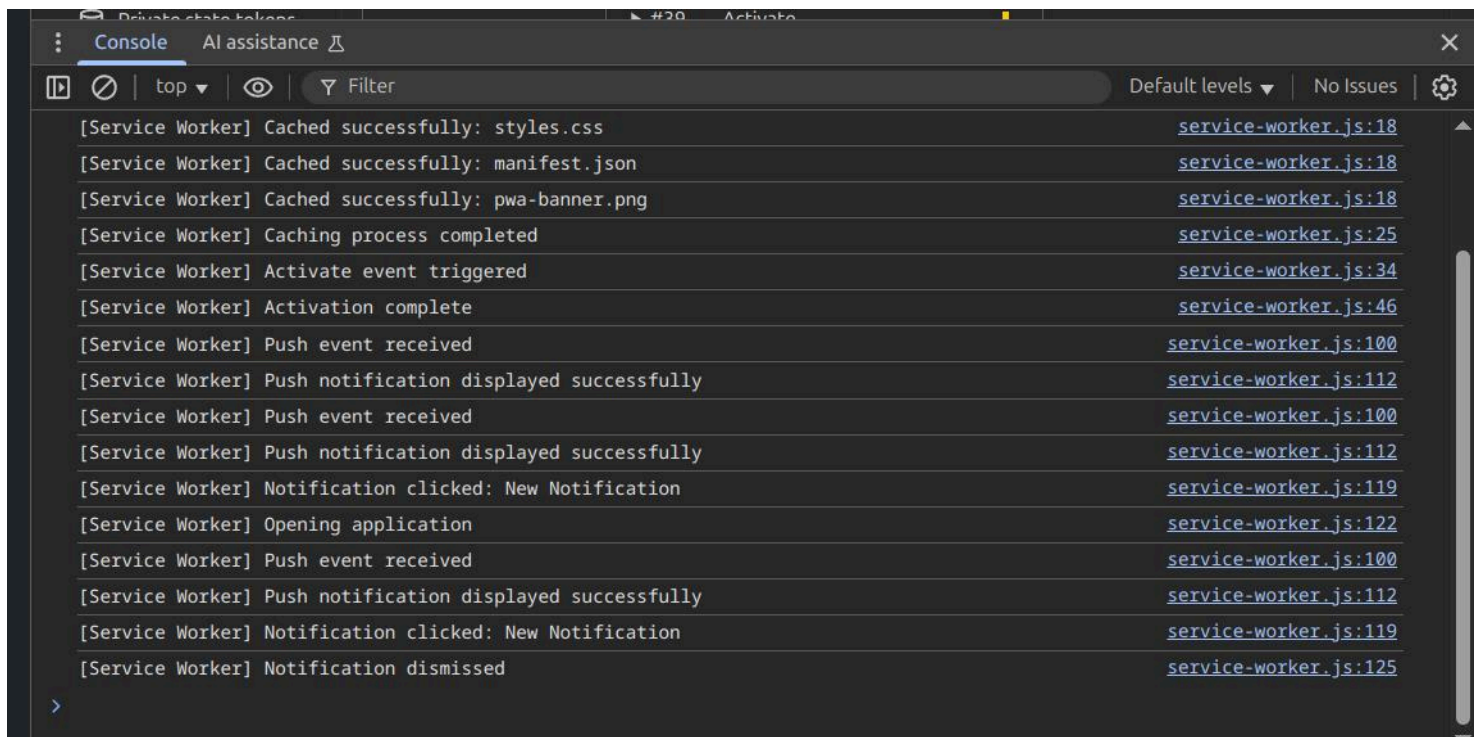 Private state tokens
▶ #39 Activate
Console AI assistance
top ▼ Filter Default levels ▼ No Issues
[Service Worker] Cached successfully: styles.css service-worker.js:18
[Service Worker] Cached successfully: manifest.json service-worker.js:18
[Service Worker] Cached successfully: pwa-banner.png service-worker.js:18
[Service Worker] Caching process completed service-worker.js:25
[Service Worker] Activate event triggered service-worker.js:34
[Service Worker] Activation complete service-worker.js:46
[Service Worker] Push event received service-worker.js:100
[Service Worker] Push notification displayed successfully service-worker.js:112
[Service Worker] Push event received service-worker.js:100
[Service Worker] Push notification displayed successfully service-worker.js:112
[Service Worker] Notification clicked: New Notification service-worker.js:119
[Service Worker] Opening application service-worker.js:122
[Service Worker] Push event received service-worker.js:100
[Service Worker] Push notification displayed successfully service-worker.js:112
[Service Worker] Notification clicked: New Notification service-worker.js:119
[Service Worker] Notification dismissed service-worker.js:125